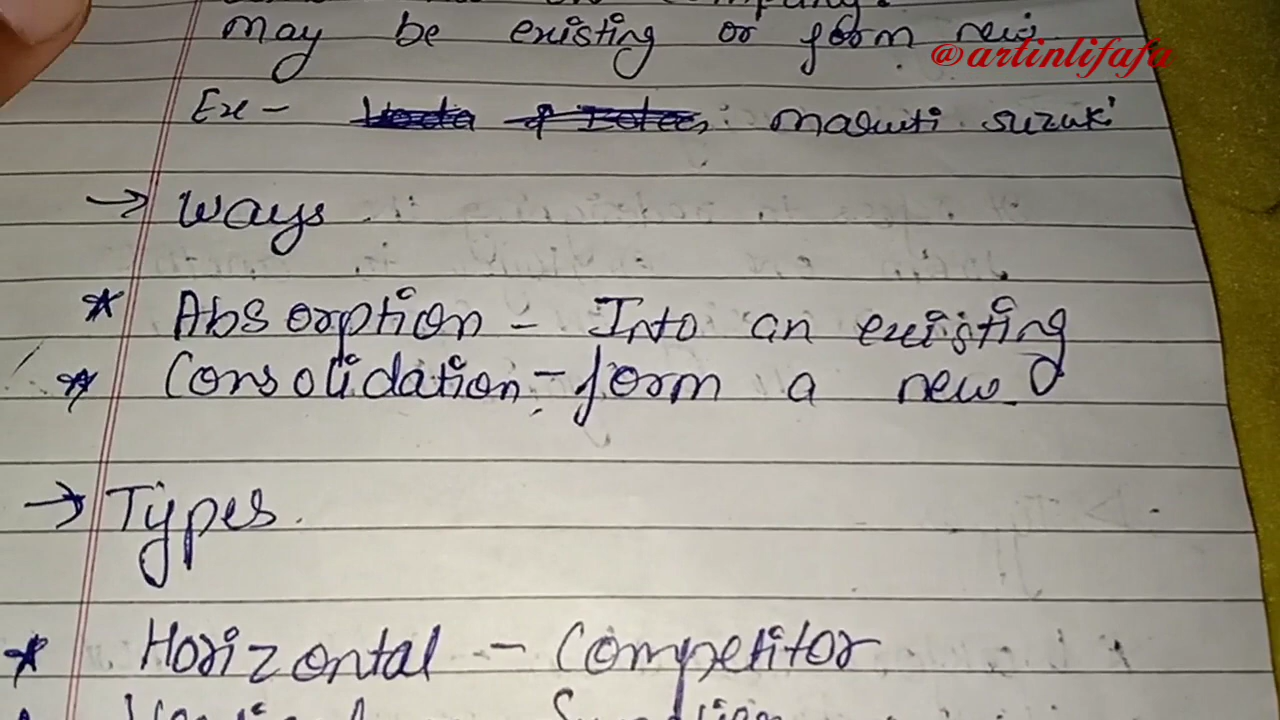 may be existing or form new
@artinlifafa
Ex - maruti suzuki
→ Ways
* Absorption - Into an existing
* Consolidation - form a new
→ Types
* Horizontal - Competitor